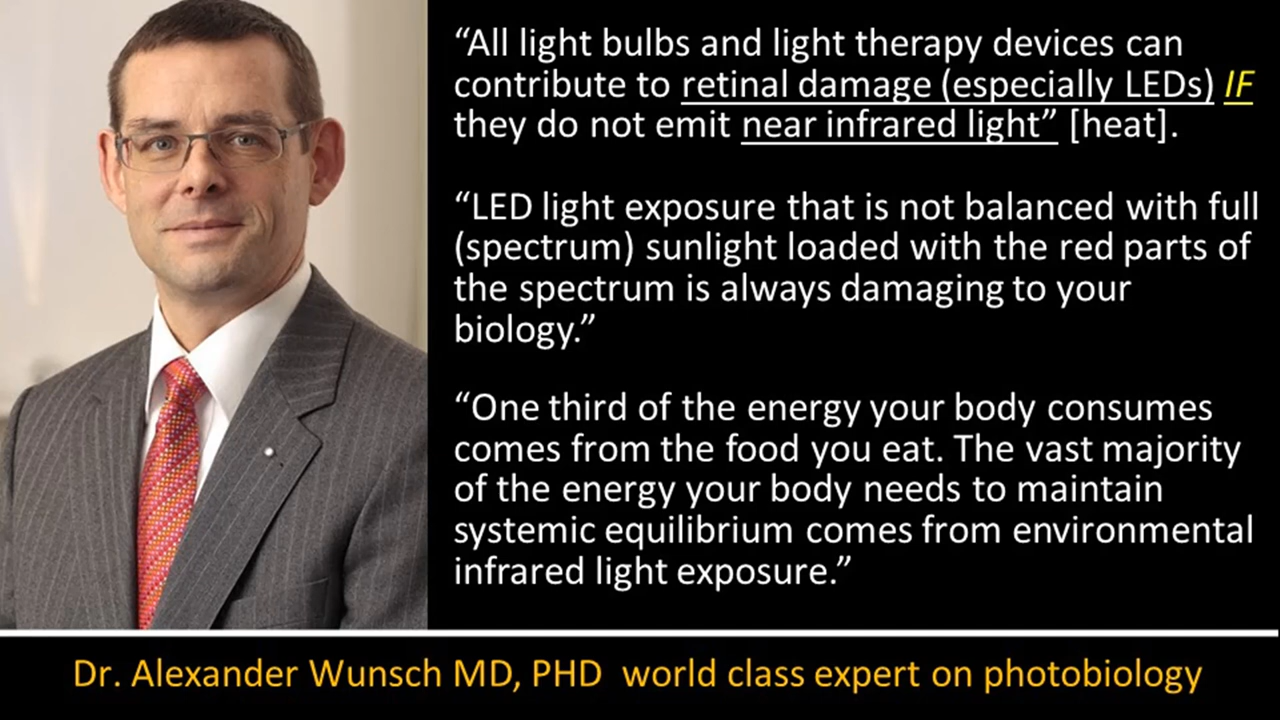 “All light bulbs and light therapy devices can
contribute to retinal damage (especially LEDs) IF
they do not emit near infrared light” [heat].
“LED light exposure that is not balanced with full
(spectrum) sunlight loaded with the red parts of
the spectrum is always damaging to your
biology.”
“One third of the energy your body consumes
comes from the food you eat. The vast majority
of the energy your body needs to maintain
systemic equilibrium comes from environmental
infrared light exposure.”
Dr. Alexander Wunsch MD, PHD  world class expert on photobiology